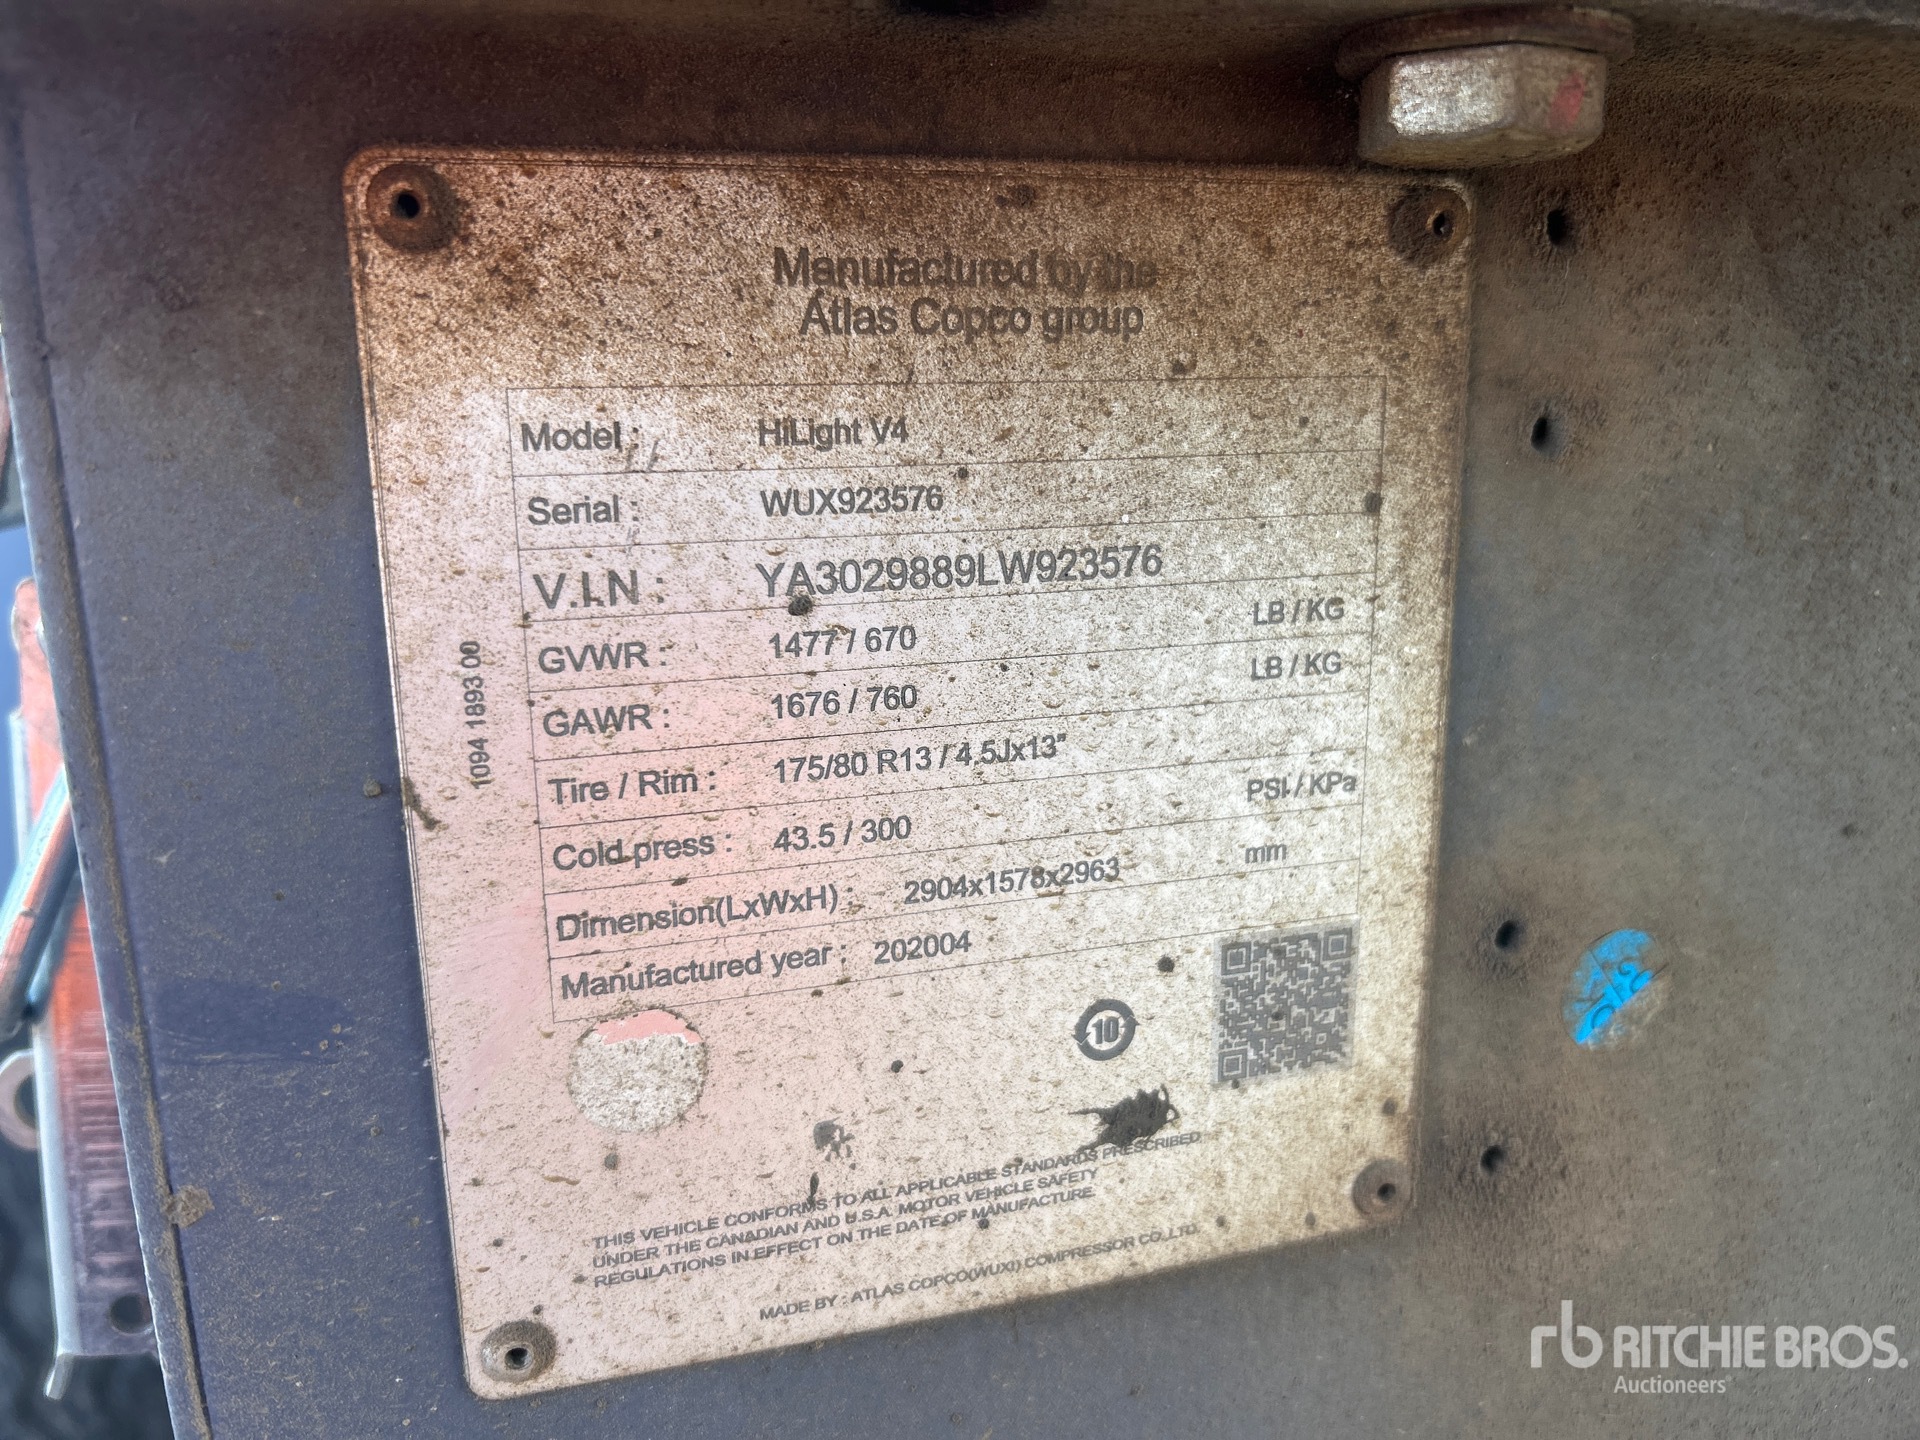 Manufactured by the
Atlas Copco group
Model : HiLight V4
Serial : WUX923576
V.I.N : YA3029889LW923576
GVWR : 1477 / 670 LB / KG
GAWR : 1676 / 760 LB / KG
Tire / Rim : 175/80 R13 / 4.5Jx13"
Cold press : 43.5 / 300 PSI / KPa
Dimension(LxWxH) : 2904x1578x2963 mm
Manufactured year : 202004
1094 1893 00
10
THIS VEHICLE CONFORMS TO ALL APPLICABLE STANDARDS PRESCRIBED
UNDER THE CANADIAN AND U.S.A. MOTOR VEHICLE SAFETY
REGULATIONS IN EFFECT ON THE DATE OF MANUFACTURE.
MADE BY : ATLAS COPCO(WUXI) COMPRESSOR CO.,LTD.
rb RITCHIE BROS.
Auctioneers